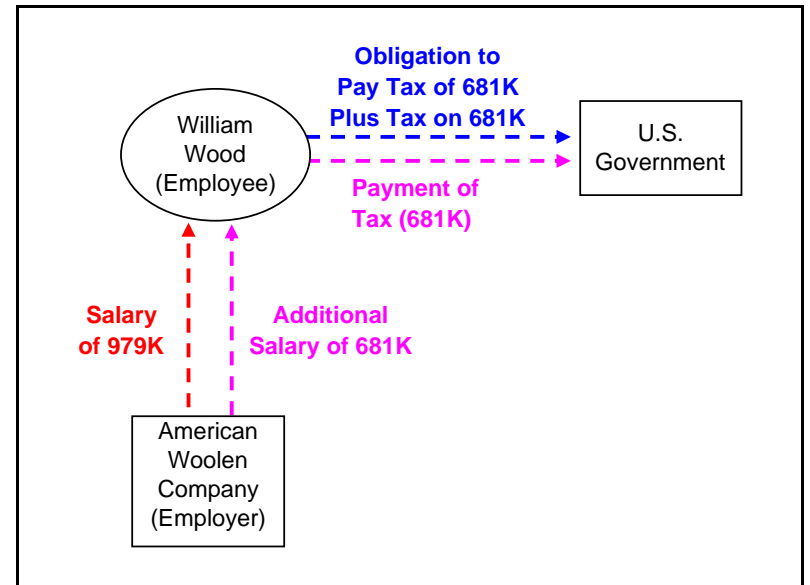 Obligation to
Pay Tax of 681K
Plus Tax on 681K
William
Wood
(Employee)
U.S.
Government
Payment of
Tax (681K)
Salary
of 979K
Additional
Salary of 681K
American
Woolen
Company
(Employer)